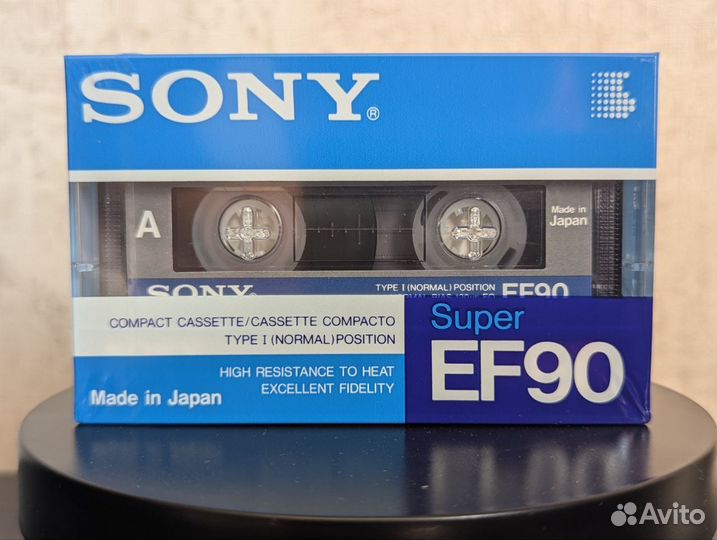 SONY®
A
Made in
Japan
TYPE I (NORMAL) POSITION
SONY
EF90
COMPACT CASSETTE/CASSETTE COMPACTO
TYPE I (NORMAL) POSITION
Super
EF90
HIGH RESISTANCE TO HEAT
EXCELLENT FIDELITY
Made in Japan
Avito